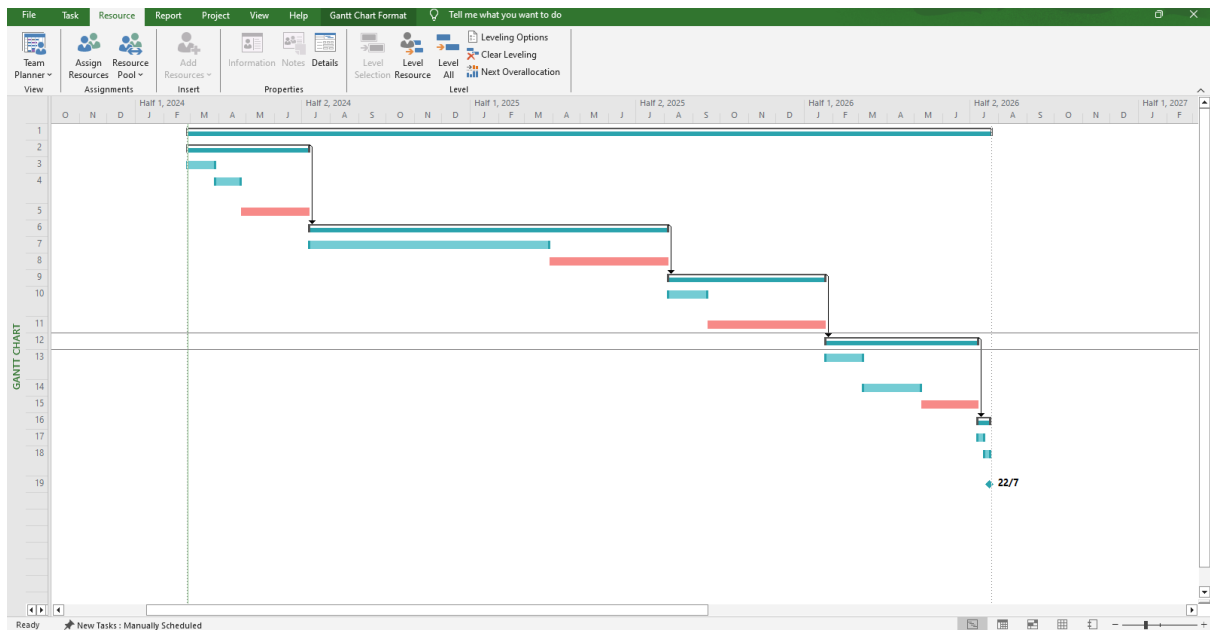 File Task Resource Report Project View Help Gantt Chart Format Tell me what you want to do
Team Planner
Assign Resources
Resource Pool
Add Resources
Information Notes Details
Level Selection
Level Resource
Level All
Leveling Options
Clear Leveling
Next Overallocation
View Assignments Insert Properties Level
Half 1, 2024 Half 2, 2024 Half 1, 2025 Half 2, 2025 Half 1, 2026 Half 2, 2026 Half 1, 2027
O N D J F M A M J J A S O N D J F M A M J J A S O N D J F M A M J J A S O N D J F
1
2
3
4
5
6
7
8
9
10
11
12
13
14
15
16
17
18
19 22/7
GANTT CHART
Ready New Tasks : Manually Scheduled